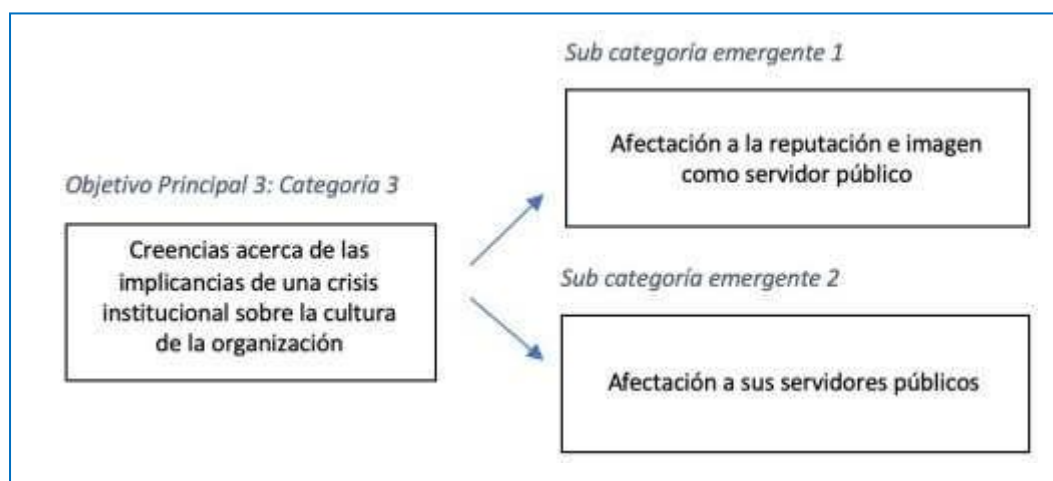 Sub categoría emergente 1
Afectación a la reputación e imagen
como servidor público
Objetivo Principal 3: Categoría 3
Creencias acerca de las
implicancias de una crisis
institucional sobre la cultura
de la organización
Sub categoría emergente 2
Afectación a sus servidores públicos